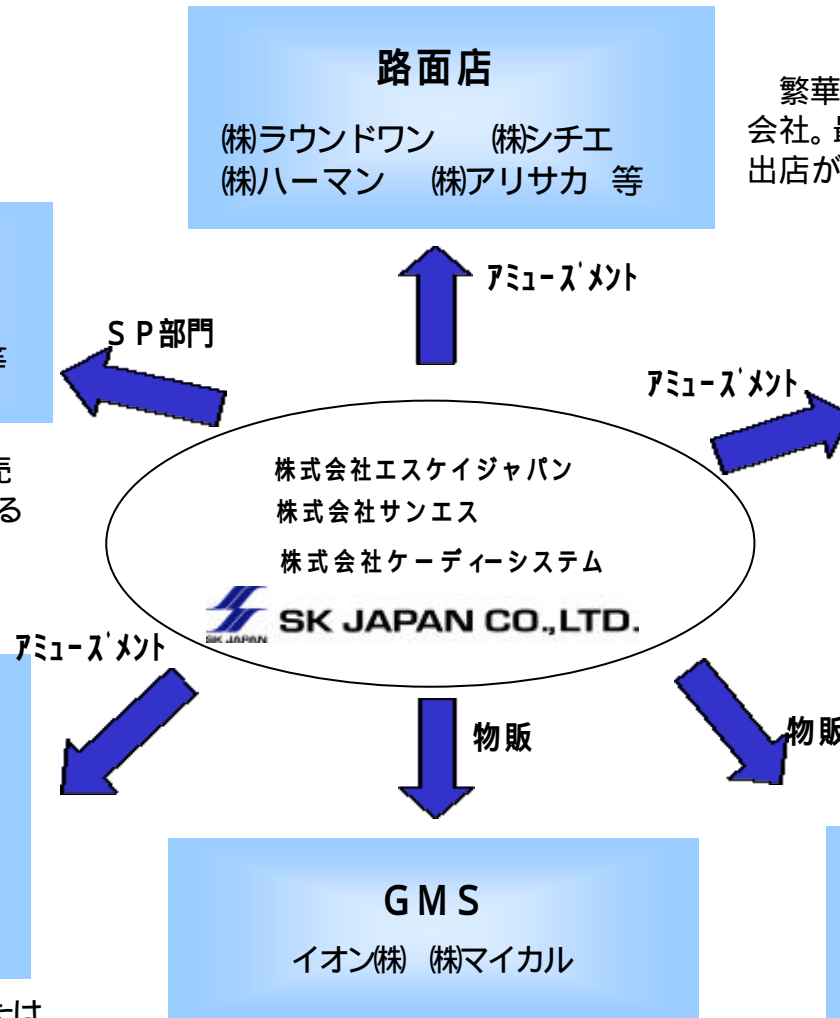 路面店
㈱ラウンドワン　㈱シチエ
㈱ハーマン　㈱アリサカ 等
繁華
会社。
出店が
ｱﾐｭｰｽﾞﾒﾝﾄ
ＳＰ部門
等
ｱﾐｭｰｽﾞﾒﾝﾄ
売
る
株式会社エスケイジャパン
株式会社サンエス
株式会社ケーディーシステム
SK JAPAN
SK JAPAN CO.,LTD.
ｱﾐｭｰｽﾞﾒﾝﾄ
物販
物販
ＧＭＳ
イオン㈱ ㈱マイカル